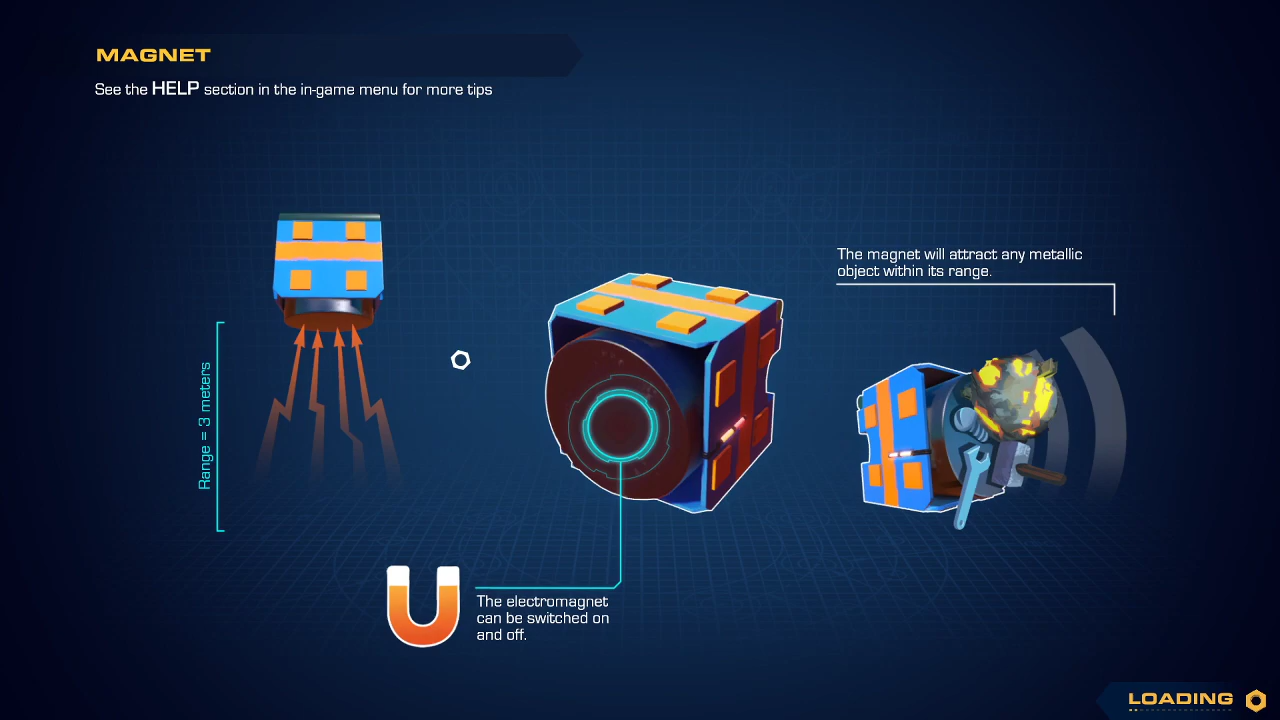 MAGNET
See the HELP section in the in-game menu for more tips
The magnet will attract any metallic
object within its range.
Range = 3 meters
The electromagnet
can be switched on
and off.
LOADING